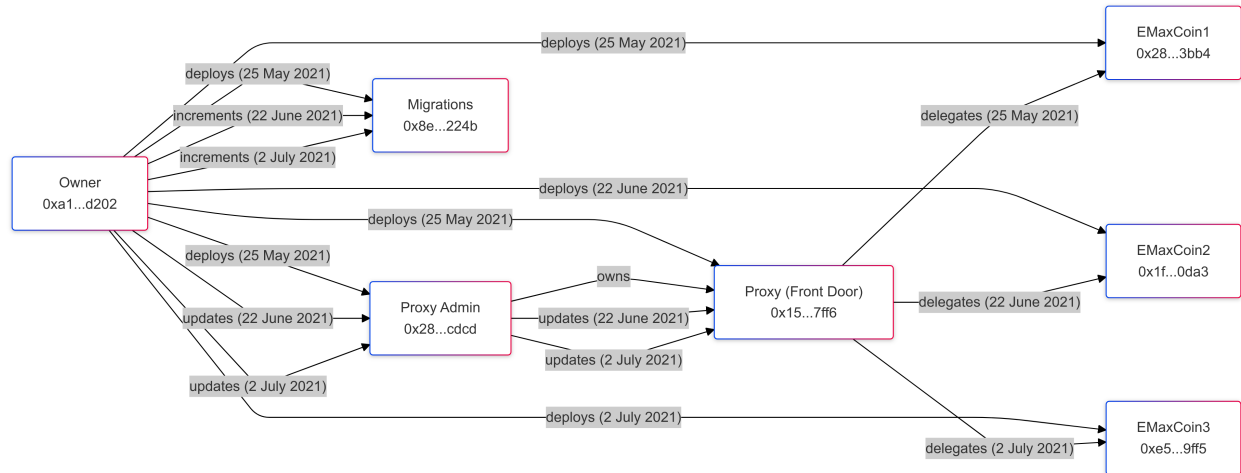 EMaxCoin1
0x28...3bb4
deploys (25 May 2021)
deploys (25 May 2021)
Migrations
0x8e...224b
increments (22 June 2021)
delegates (25 May 2021)
increments (2 July 2021)
Owner
0xa1...d202
deploys (22 June 2021)
deploys (25 May 2021)
deploys (25 May 2021)
EMaxCoin2
0x1f...0da3
owns
Proxy Admin
0x28...cdcd
Proxy (Front Door)
0x15...7ff6
delegates (22 June 2021)
updates (22 June 2021)
updates (22 June 2021)
updates (2 July 2021)
updates (2 July 2021)
deploys (2 July 2021)
EMaxCoin3
0xe5...9ff5
delegates (2 July 2021)